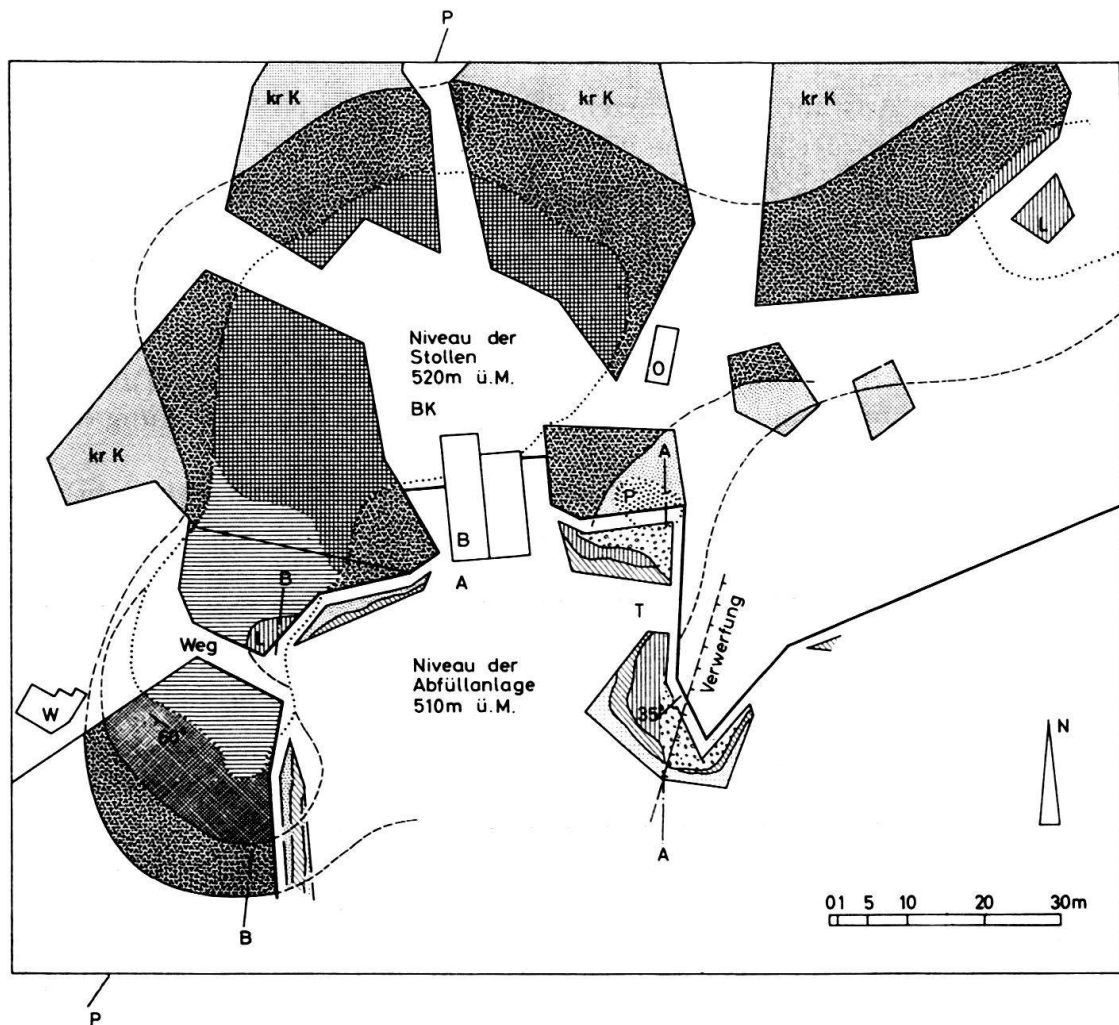 P
kr K
kr K
kr K
L
Niveau der
Stollen
520m ü.M.
O
BK
A
kr K
P
B
B
A
T
L
Weg
Niveau der
Abfüllanlage
510m ü.M.
Verwerfung
W
35°
60°
N
A
01 5 10 20 30m
B
P